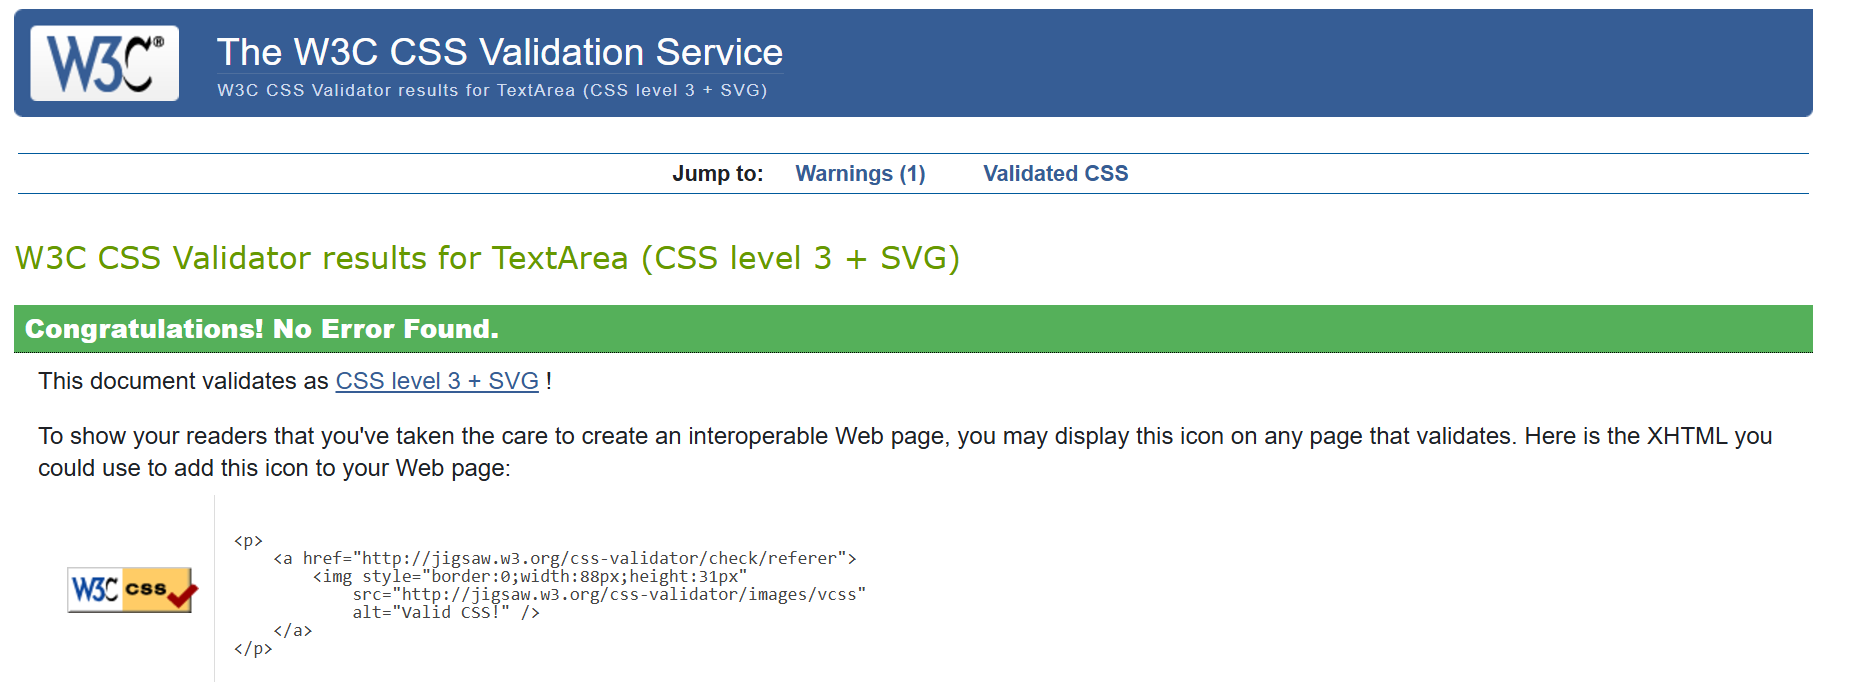 W3C®
The W3C CSS Validation Service
W3C CSS Validator results for TextArea (CSS level 3 + SVG)
Jump to: Warnings (1) Validated CSS
W3C CSS Validator results for TextArea (CSS level 3 + SVG)
Congratulations! No Error Found.
This document validates as CSS level 3 + SVG !
To show your readers that you've taken the care to create an interoperable Web page, you may display this icon on any page that validates. Here is the XHTML you
could use to add this icon to your Web page:
W3C css
<p>
<a href="http://jigsaw.w3.org/css-validator/check/referer">
<img style="border:0;width:88px;height:31px"
src="http://jigsaw.w3.org/css-validator/images/vcss"
alt="Valid CSS!" />
</a>
</p>